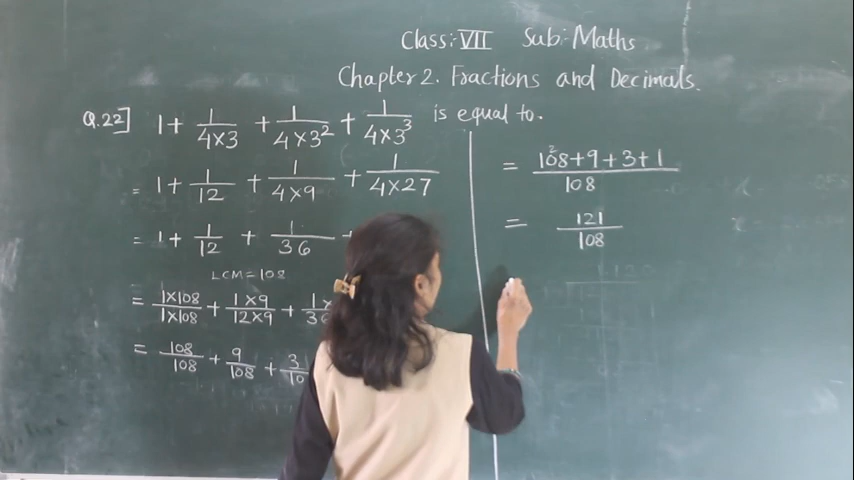 Class:- VII Sub:- Maths
Chapter 2. Fractions and Decimals.
Q.22] 1 + 1/(4×3) + 1/(4×3²) + 1/(4×3³) is equal to.
= 1 + 1/12 + 1/(4×9) + 1/(4×27)
= 1 + 1/12 + 1/36 +
LCM = 108
= (1×108)/(1×108) + (1×9)/(12×9) + 
= 108/108 + 9/108 + 
= (108+9+3+1)/108
= 121/108